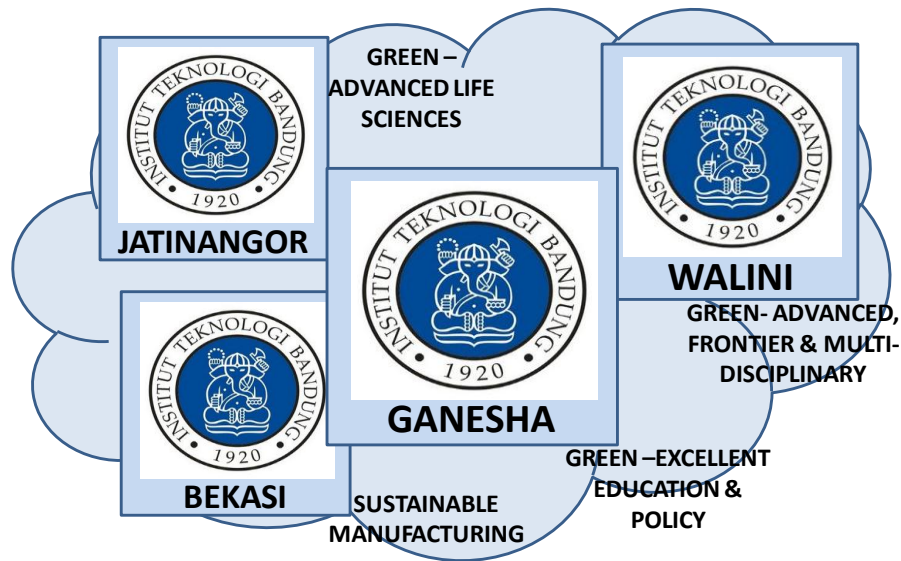 INSTITUT TEKNOLOGI BANDUNG
1920
JATINANGOR
GREEN –
ADVANCED LIFE
SCIENCES
INSTITUT TEKNOLOGI BANDUNG
1920
WALINI
GREEN- ADVANCED,
FRONTIER & MULTI-
DISCIPLINARY
INSTITUT TEKNOLOGI BANDUNG
1920
GANESHA
GREEN –EXCELLENT
EDUCATION &
POLICY
INSTITUT TEKNOLOGI BANDUNG
1920
BEKASI
SUSTAINABLE
MANUFACTURING